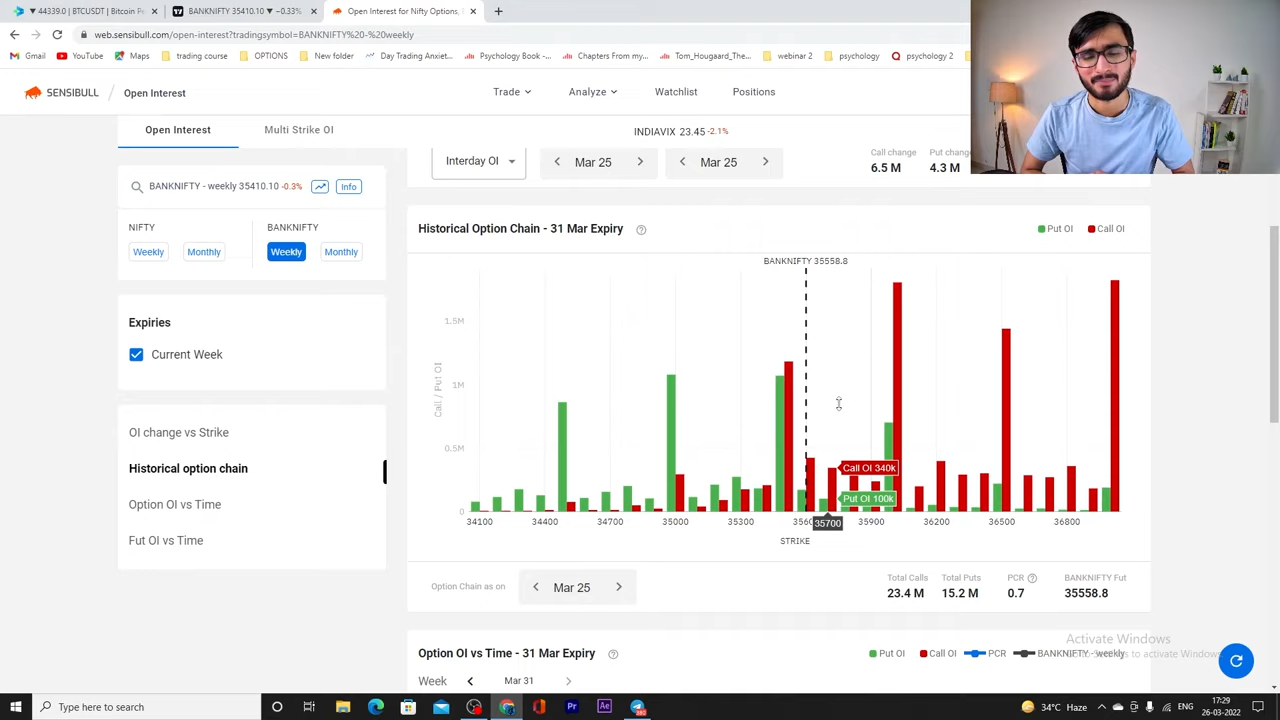 44339.0 | BTCUSDT | Bitcoin P
BANKNIFTY 35410.10 ▼ −0.33%
Open Interest for Nifty Options,
web.sensibull.com/open-interest?tradingsymbol=BANKNIFTY%20-%20weekly
Gmail YouTube Maps trading course OPTIONS New folder Day Trading Anxiet... Psychology Book -... Chapters From my... Tom_Hougaard_The... webinar 2 psychology psychology 2
SENSIBULL / Open Interest
Trade Analyze Watchlist Positions
Open Interest Multi Strike OI
INDIAVIX 23.45 -2.1%
Interday OI Mar 25 Mar 25
Call change Put chang
6.5 M 4.3 M
BANKNIFTY - weekly 35410.10 -0.3% Info
NIFTY BANKNIFTY
Weekly Monthly Weekly Monthly
Expiries
Current Week
OI change vs Strike
Historical option chain
Option OI vs Time
Fut OI vs Time
Historical Option Chain - 31 Mar Expiry
Put OI Call OI
BANKNIFTY 35558.8
1.5M
1M
0.5M
0
Call / Put OI
Call OI 340k
Put OI 100k
34100 34400 34700 35000 35300 3560 35700 35900 36200 36500 36800
STRIKE
Option Chain as on Mar 25
Total Calls Total Puts PCR BANKNIFTY Fut
23.4 M 15.2 M 0.7 35558.8
Option OI vs Time - 31 Mar Expiry
Put OI Call OI PCR BANKNIFTY - weekly
Week Mar 31
Activate Windows
to activate Windows
Type here to search
34°C Haze
ENG
17:29
26-03-2022